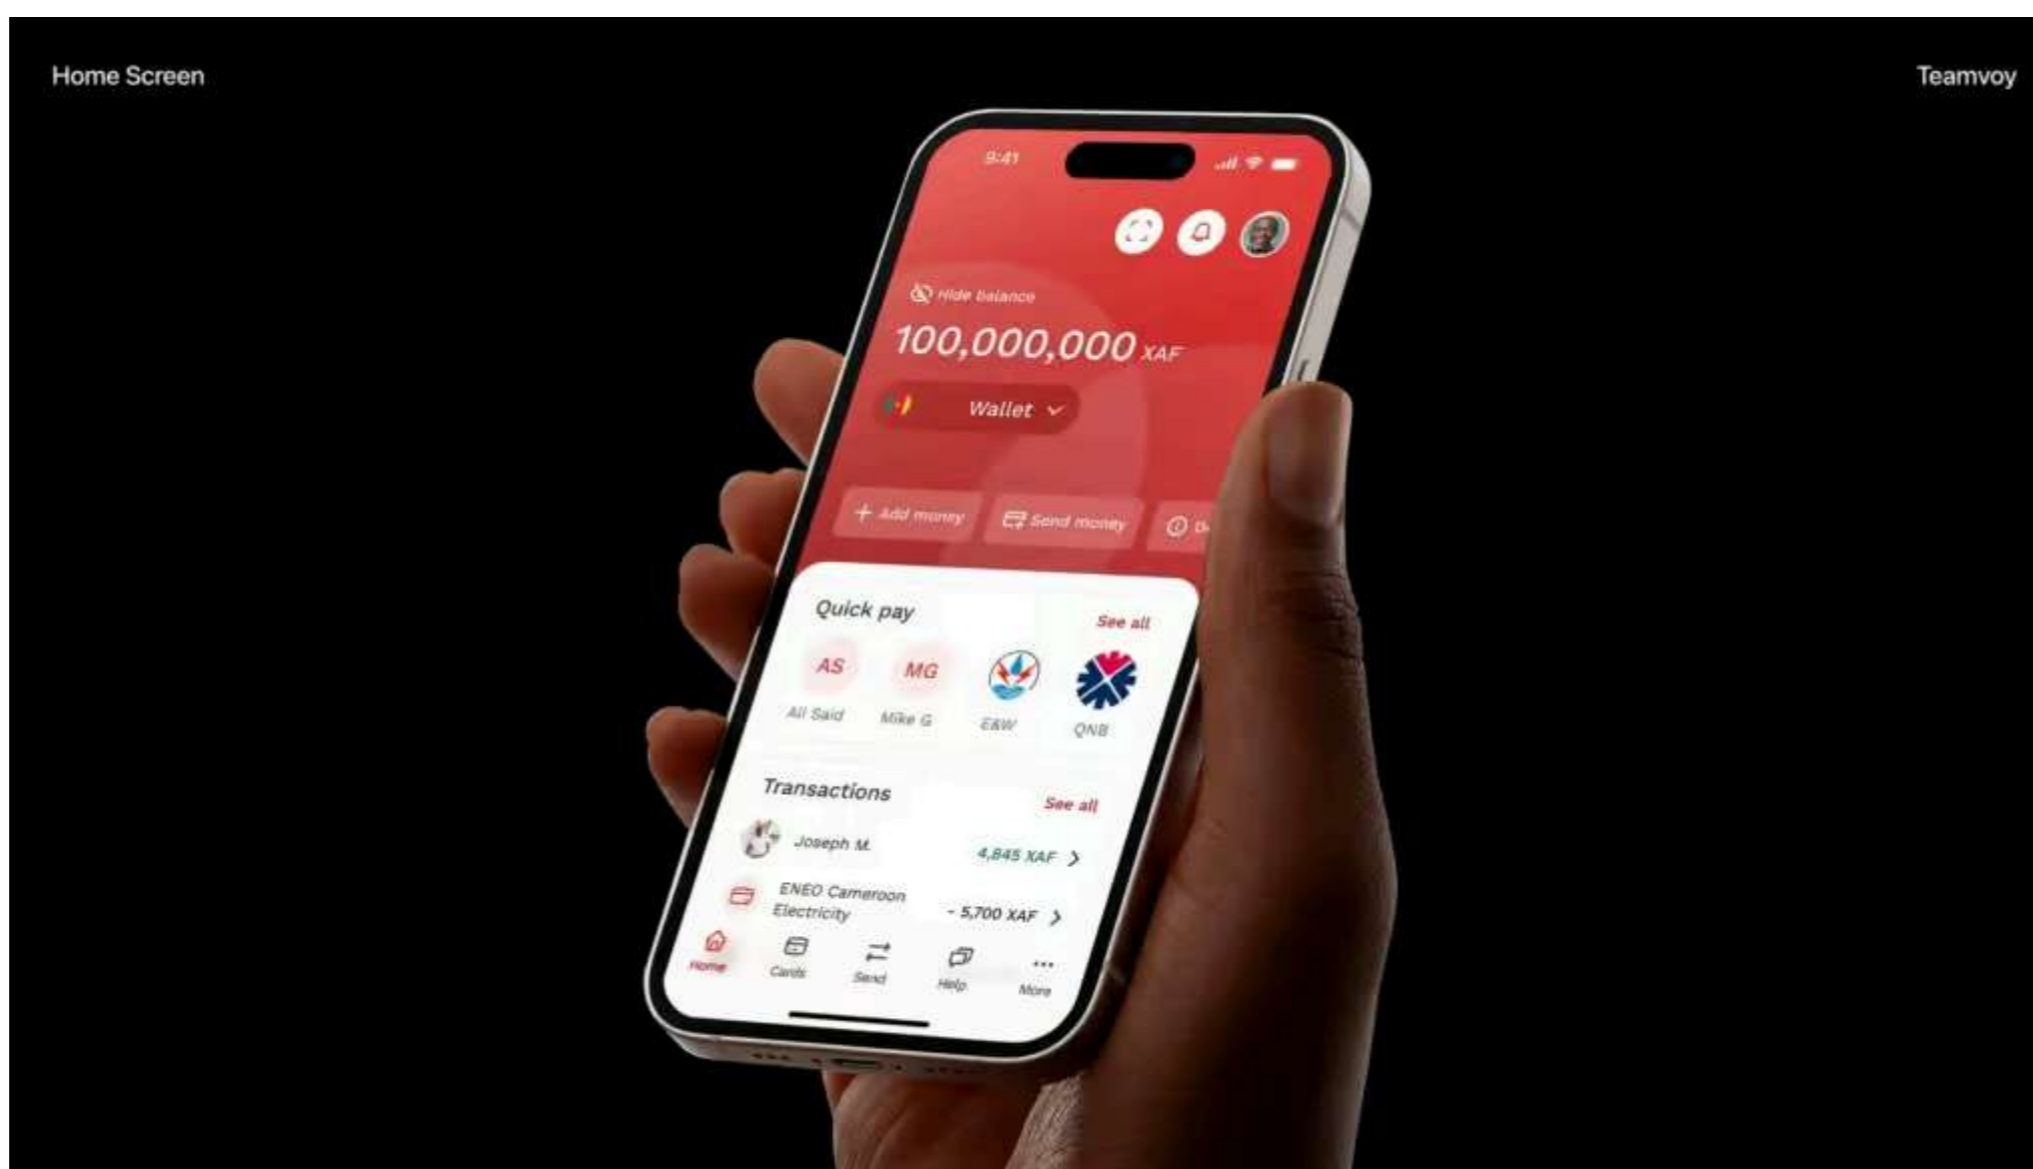 Home Screen
Teamvoy
9:41
Hide balance
100,000,000 XAF
Wallet
Add money
Send money
Quick pay
See all
AS
MG
Ali Said
Mike G
E&W
QNB
Transactions
See all
Joseph M.
4,845 XAF
ENEO Cameroon
Electricity
- 5,700 XAF
Home
Cards
Send
Help
More